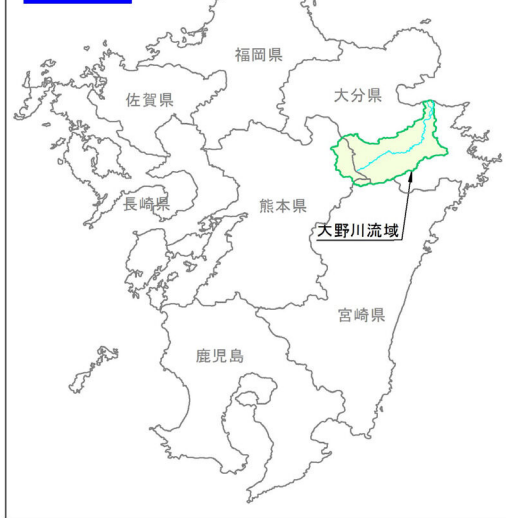 福岡県
佐賀県
大分県
長崎県
熊本県
大野川流域
宮崎県
鹿児島